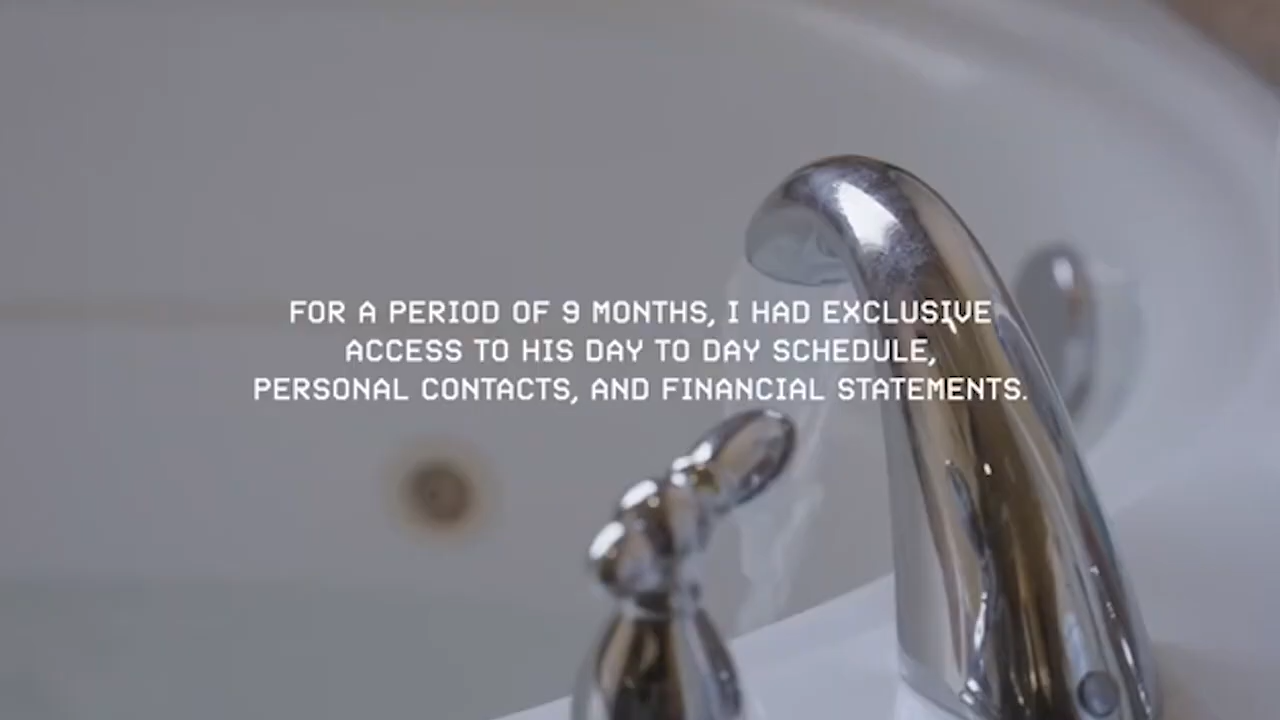 FOR A PERIOD OF 9 MONTHS, I HAD EXCLUSIVE
ACCESS TO HIS DAY TO DAY SCHEDULE,
PERSONAL CONTACTS, AND FINANCIAL STATEMENTS.